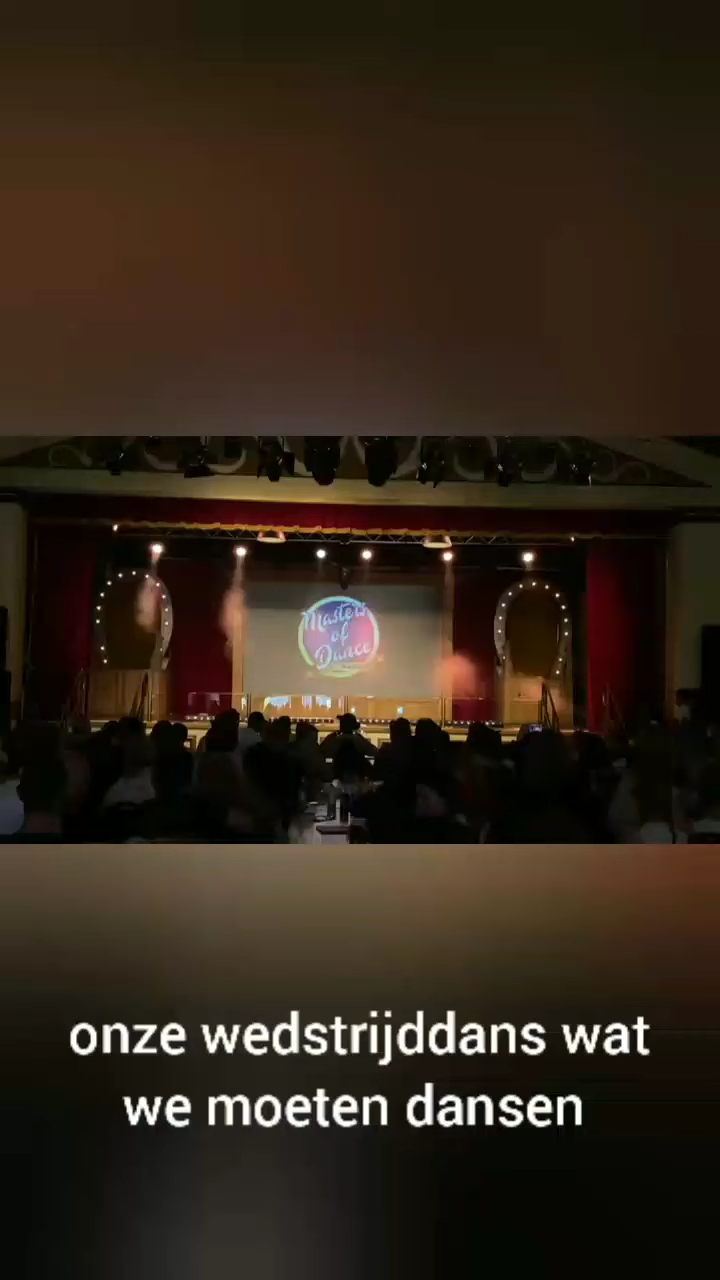 Masters
of
Dance
onze wedstrijddans wat
we moeten dansen